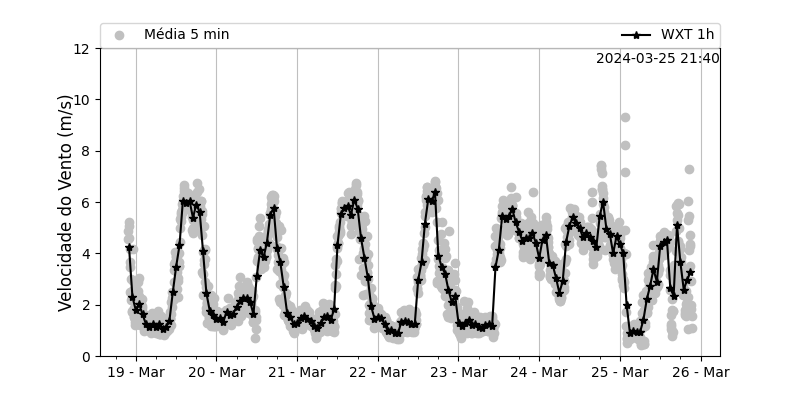 Média 5 min
WXT 1h
2024-03-25 21:40
Velocidade do Vento (m/s)
12
10
8
6
4
2
0
19 - Mar
20 - Mar
21 - Mar
22 - Mar
23 - Mar
24 - Mar
25 - Mar
26 - Mar